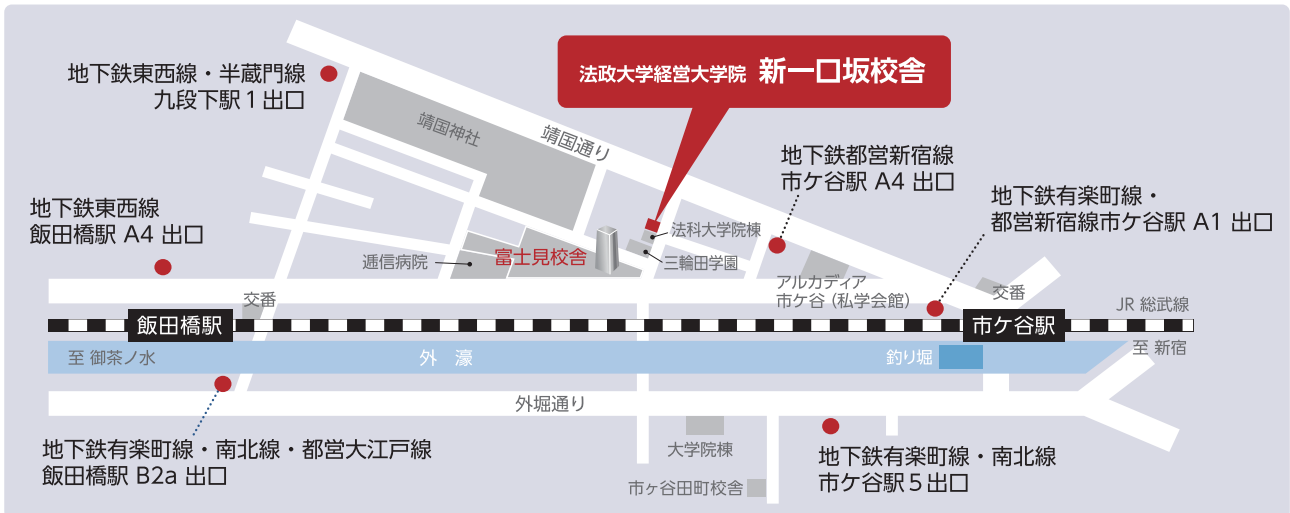 地下鉄東西線・半蔵門線
九段下駅1出口
法政大学経営大学院 新一口坂校舎
靖国神社
靖国通り
地下鉄都営新宿線
市ケ谷駅 A4 出口
地下鉄有楽町線・
都営新宿線市ケ谷駅 A1 出口
地下鉄東西線
飯田橋駅 A4 出口
法科大学院棟
三輪田学園
富士見校舎
逓信病院
アルカディア
市ケ谷(私学会館)
交番
交番
JR 総武線
飯田橋駅
市ケ谷駅
至 御茶ノ水
外 濠
釣り堀
至 新宿
外堀通り
地下鉄有楽町線・南北線・都営大江戸線
飯田橋駅 B2a 出口
大学院棟
市ヶ谷田町校舎
地下鉄有楽町線・南北線
市ケ谷駅5出口